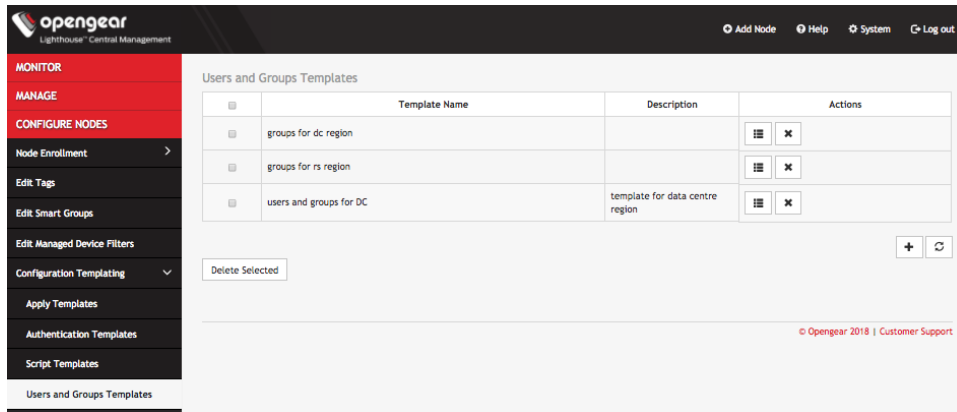 opengear
Lighthouse™ Central Management
Add Node Help System Log out
MONITOR
MANAGE
CONFIGURE NODES
Node Enrollment
Edit Tags
Edit Smart Groups
Edit Managed Device Filters
Configuration Templating
Apply Templates
Authentication Templates
Script Templates
Users and Groups Templates
Users and Groups Templates
Template Name Description Actions
groups for dc region
groups for rs region
users and groups for DC template for data centre
region
Delete Selected
© Opengear 2018 | Customer Support